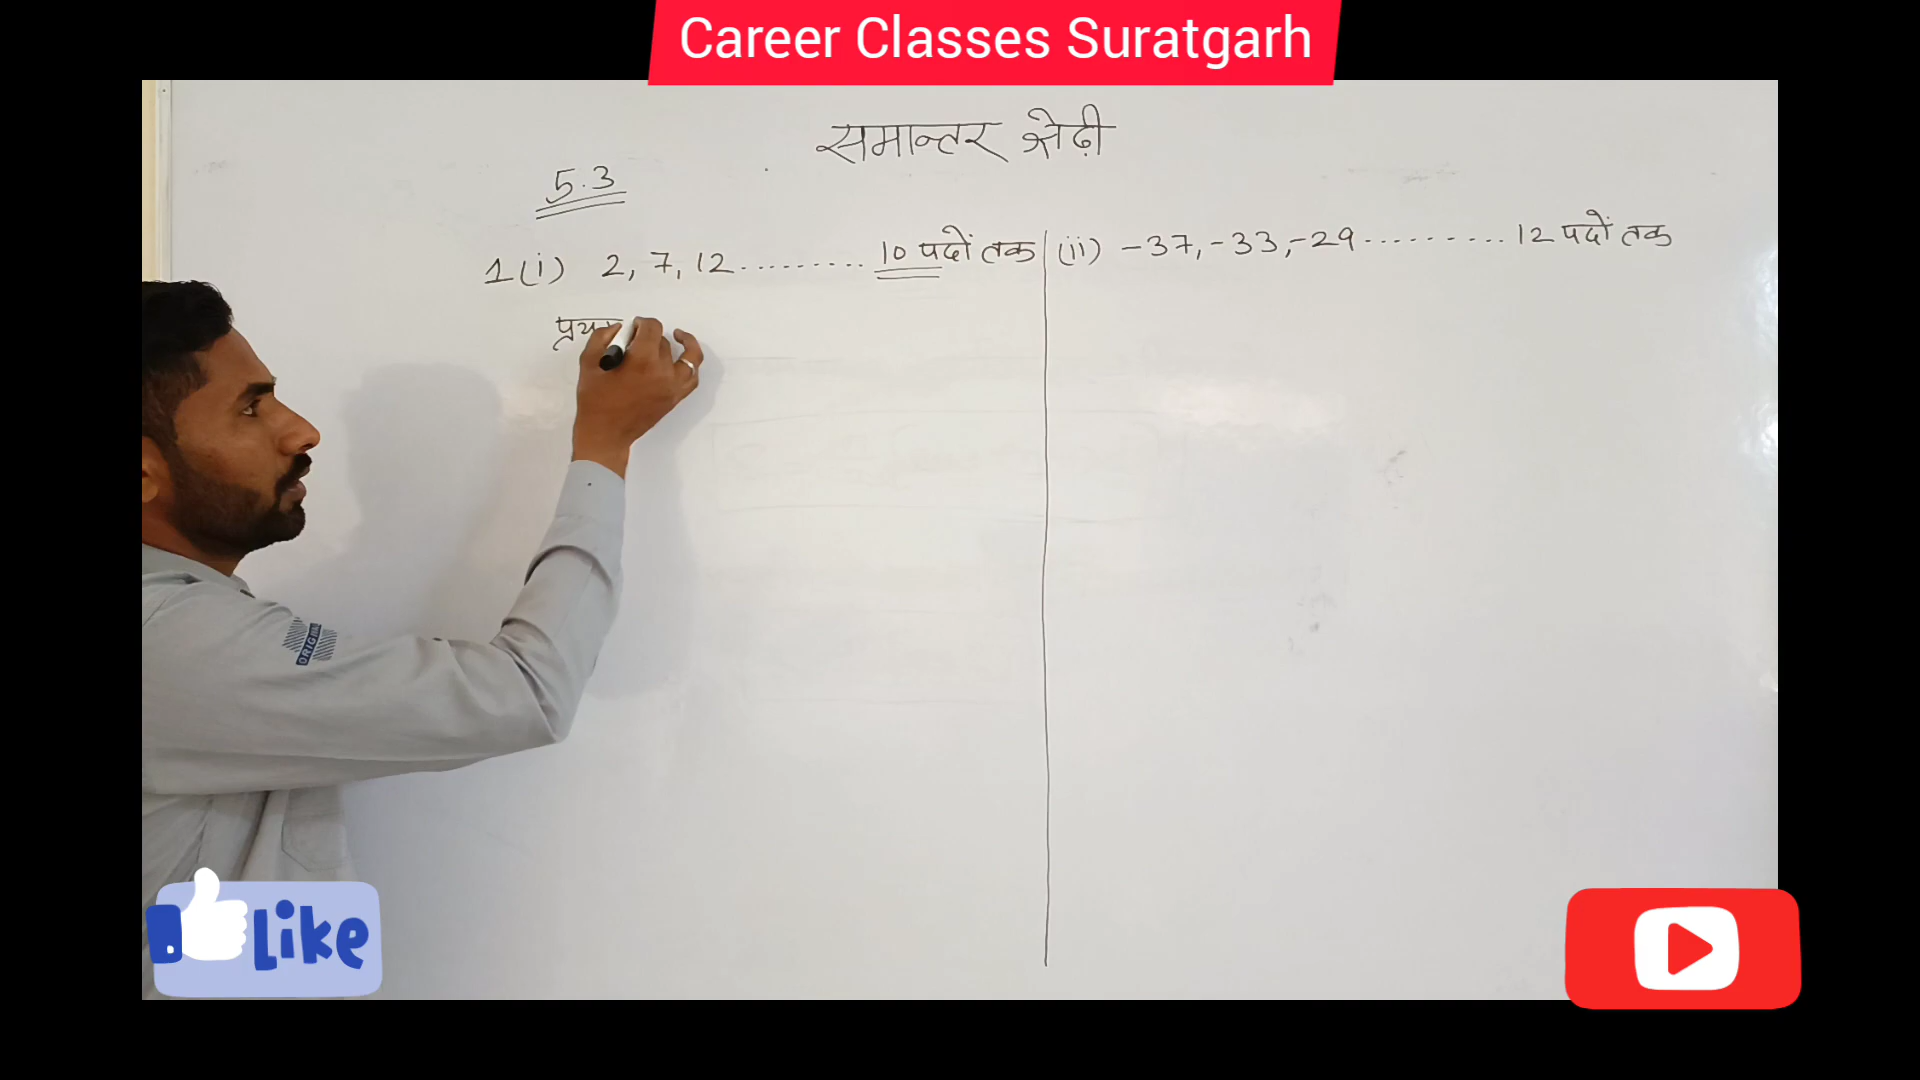 Career Classes Suratgarh
समान्तर श्रेढ़ी
5.3
1(i) 2, 7, 12......... 10 पदों तक
(ii) -37, -33, -29.......... 12 पदों तक
ORIGINAL
Like